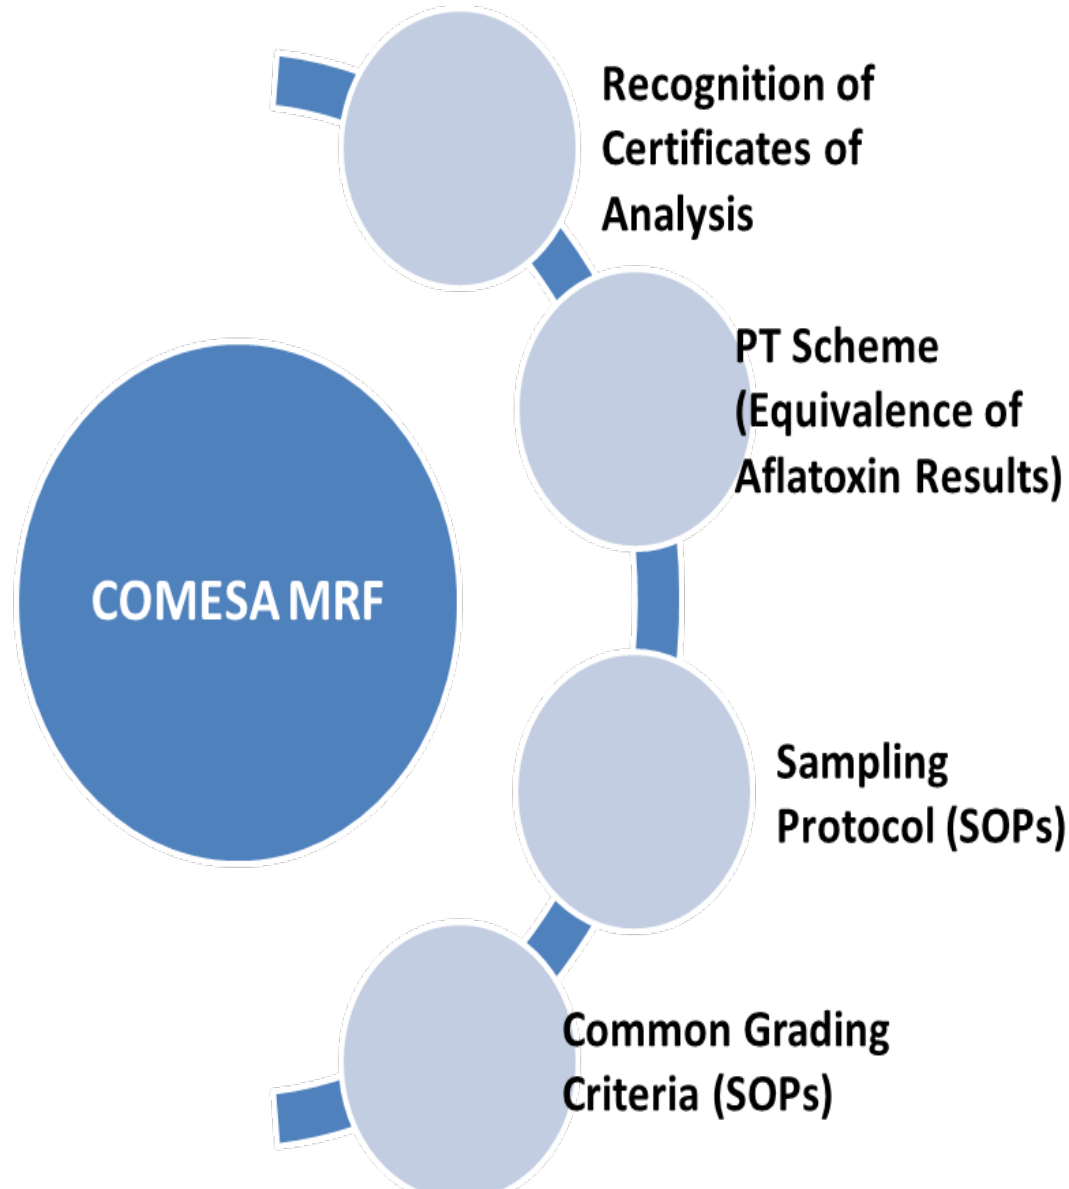 Recognition of
Certificates of
Analysis
PT Scheme
(Equivalence of
Aflatoxin Results)
COMESA MRF
Sampling
Protocol (SOPs)
Common Grading
Criteria (SOPs)